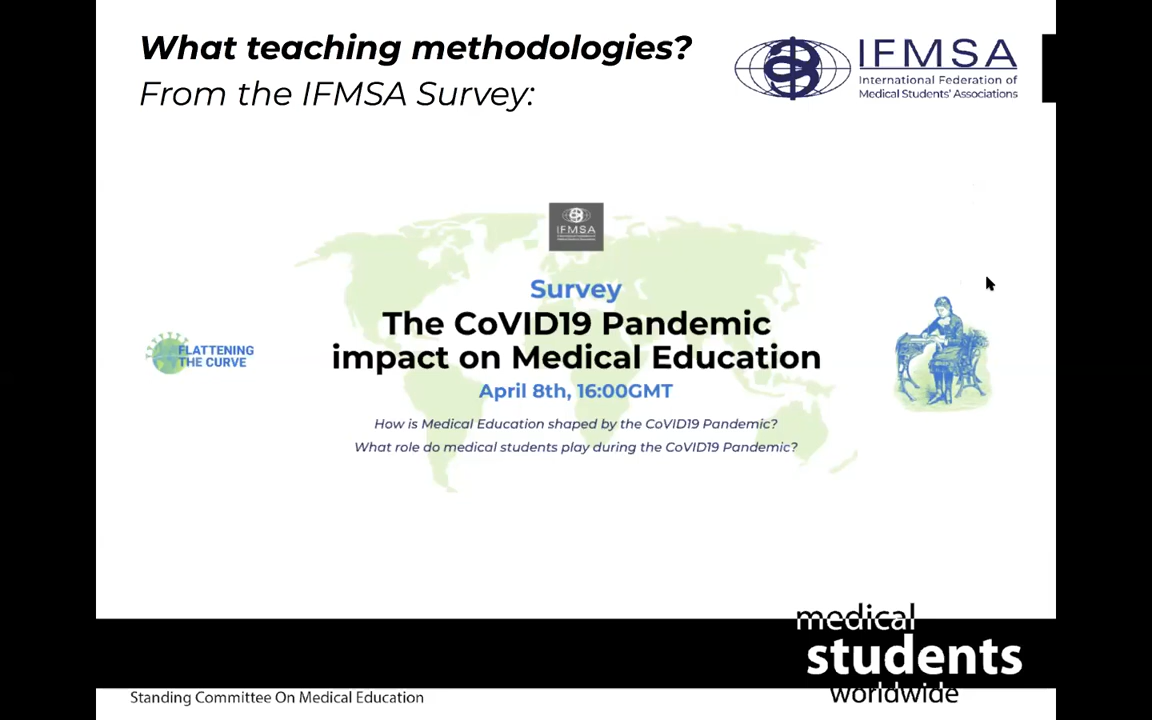 What teaching methodologies?
From the IFMSA Survey:
IFMSA
International Federation of
Medical Students' Associations
IFMSA
Survey
The CoVID19 Pandemic
impact on Medical Education
April 8th, 16:00GMT
How is Medical Education shaped by the CoVID19 Pandemic?
What role do medical students play during the CoVID19 Pandemic?
FLATTENING
THE CURVE
medical
students
worldwide
Standing Committee On Medical Education